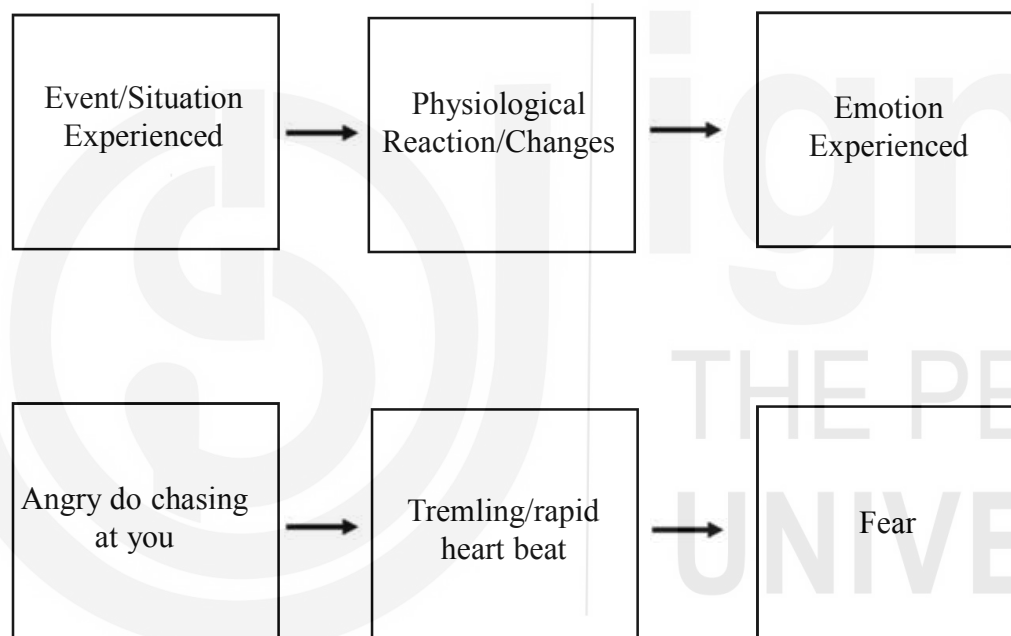 Event/Situation
Experienced
Physiological
Reaction/Changes
Emotion
Experienced
ign
THE PE
UNIVE
Angry do chasing
at you
Tremling/rapid
heart beat
Fear